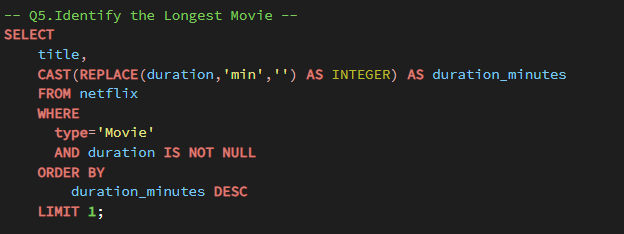 -- Q5.Identify the Longest Movie --
SELECT
    title,
    CAST(REPLACE(duration,'min','') AS INTEGER) AS duration_minutes
    FROM netflix
    WHERE
      type='Movie'
      AND duration IS NOT NULL
    ORDER BY
        duration_minutes DESC
    LIMIT 1;